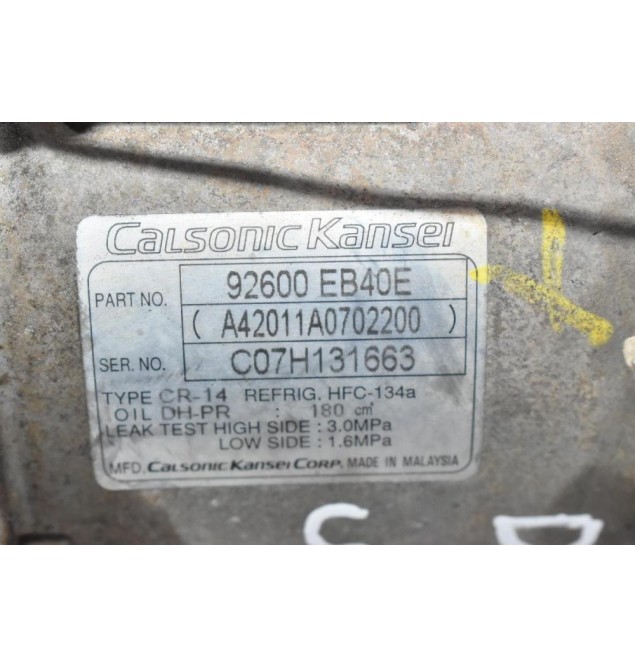 Calsonic Kansei
PART NO. 92600 EB40E
( A42011A0702200 )
SER. NO. C07H131663
TYPE CR-14 REFRIG. HFC-134a
OIL DH-PR : 180 cm³
LEAK TEST HIGH SIDE : 3.0MPa
LOW SIDE : 1.6MPa
MFD. CALSONIC KANSEI CORP. MADE IN MALAYSIA